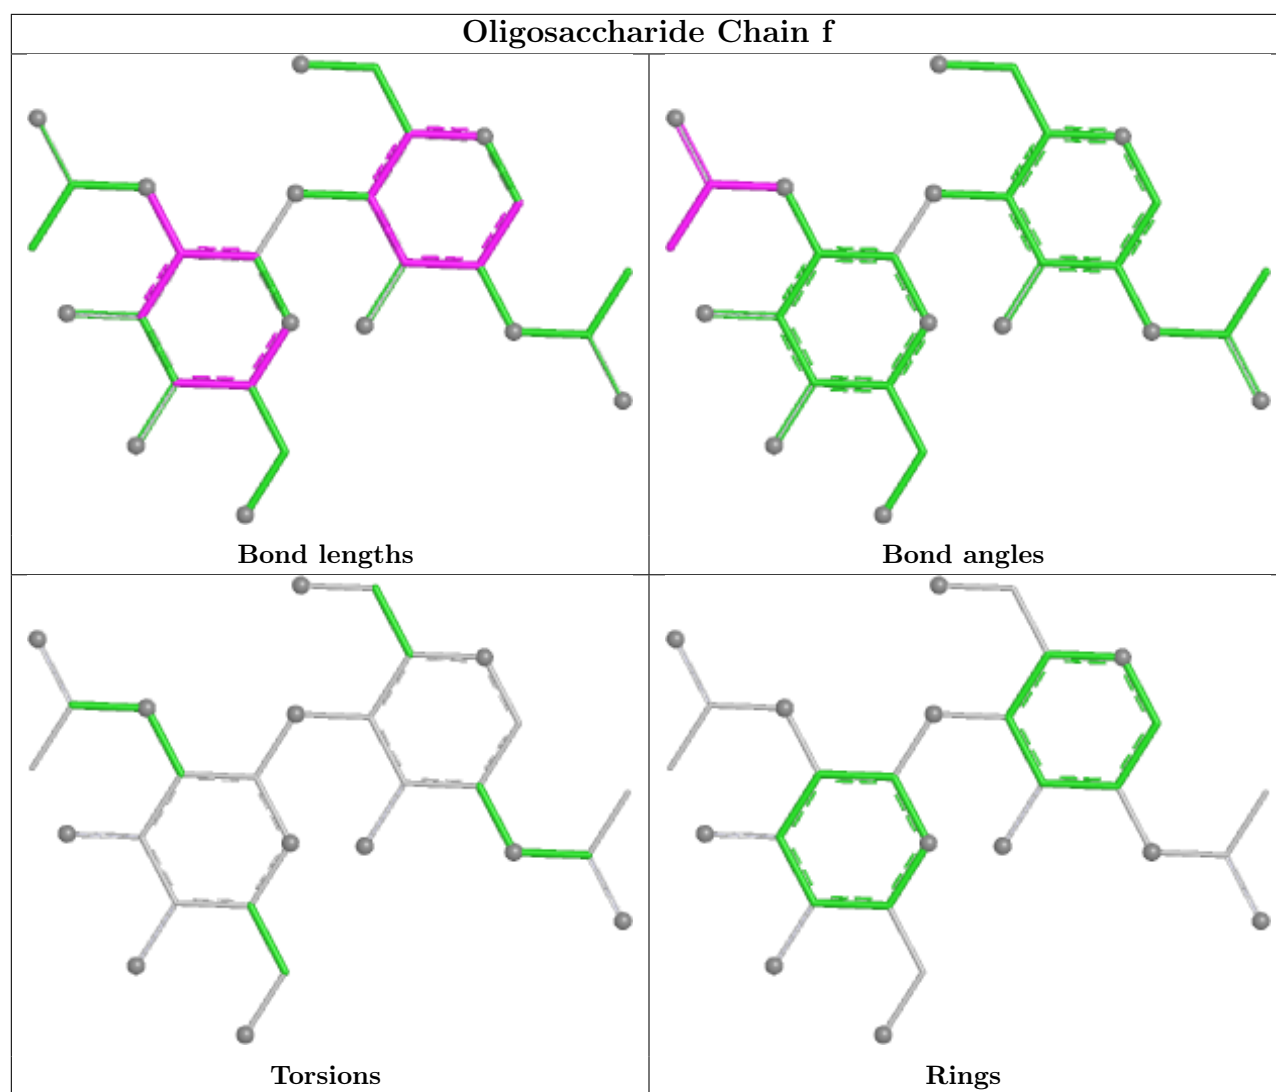 Oligosaccharide Chain f
Bond lengths
Bond angles
Torsions
Rings